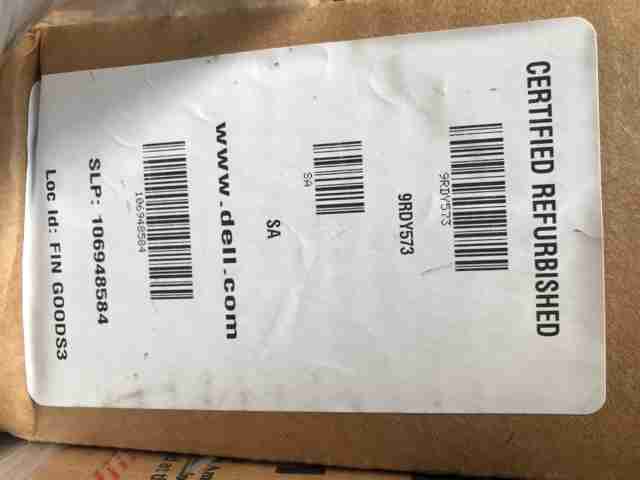 CERTIFIED REFURBISHED
9RDY573
9RDY573
SA
SA
www.dell.com
106948584
SLP: 106948584
Loc Id: FIN GOODS3